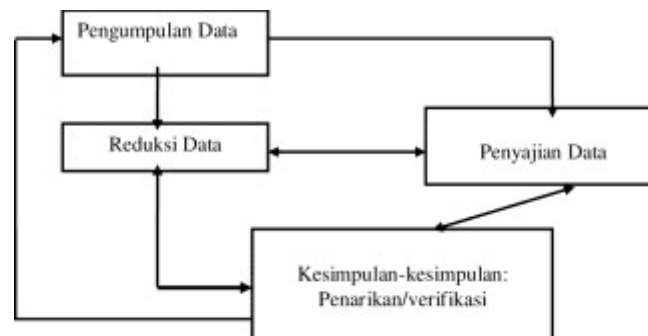 Pengumpulan Data
Reduksi Data
Penyajian Data
Kesimpulan-kesimpulan:
Penarikan/verifikasi